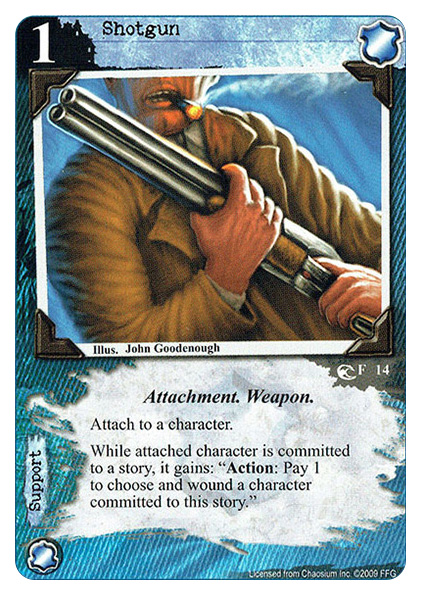 1
Shotgun
Illus. John Goodenough
F 14
Attachment. Weapon.
Attach to a character.
While attached character is committed
to a story, it gains: “Action: Pay 1
to choose and wound a character
committed to this story.”
Support
Licensed from Chaosium Inc. ©2009 FFG